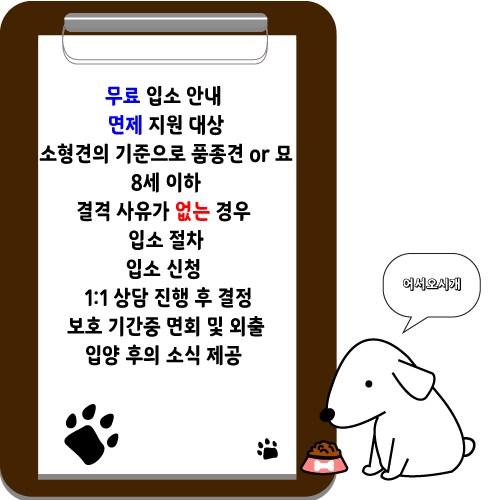 무료 입소 안내
면제 지원 대상
소형견의 기준으로 품종견 or 묘
8세 이하
결격 사유가 없는 경우
입소 절차
입소 신청
1:1 상담 진행 후 결정
보호 기간중 면회 및 외출
입양 후의 소식 제공
어서오시개